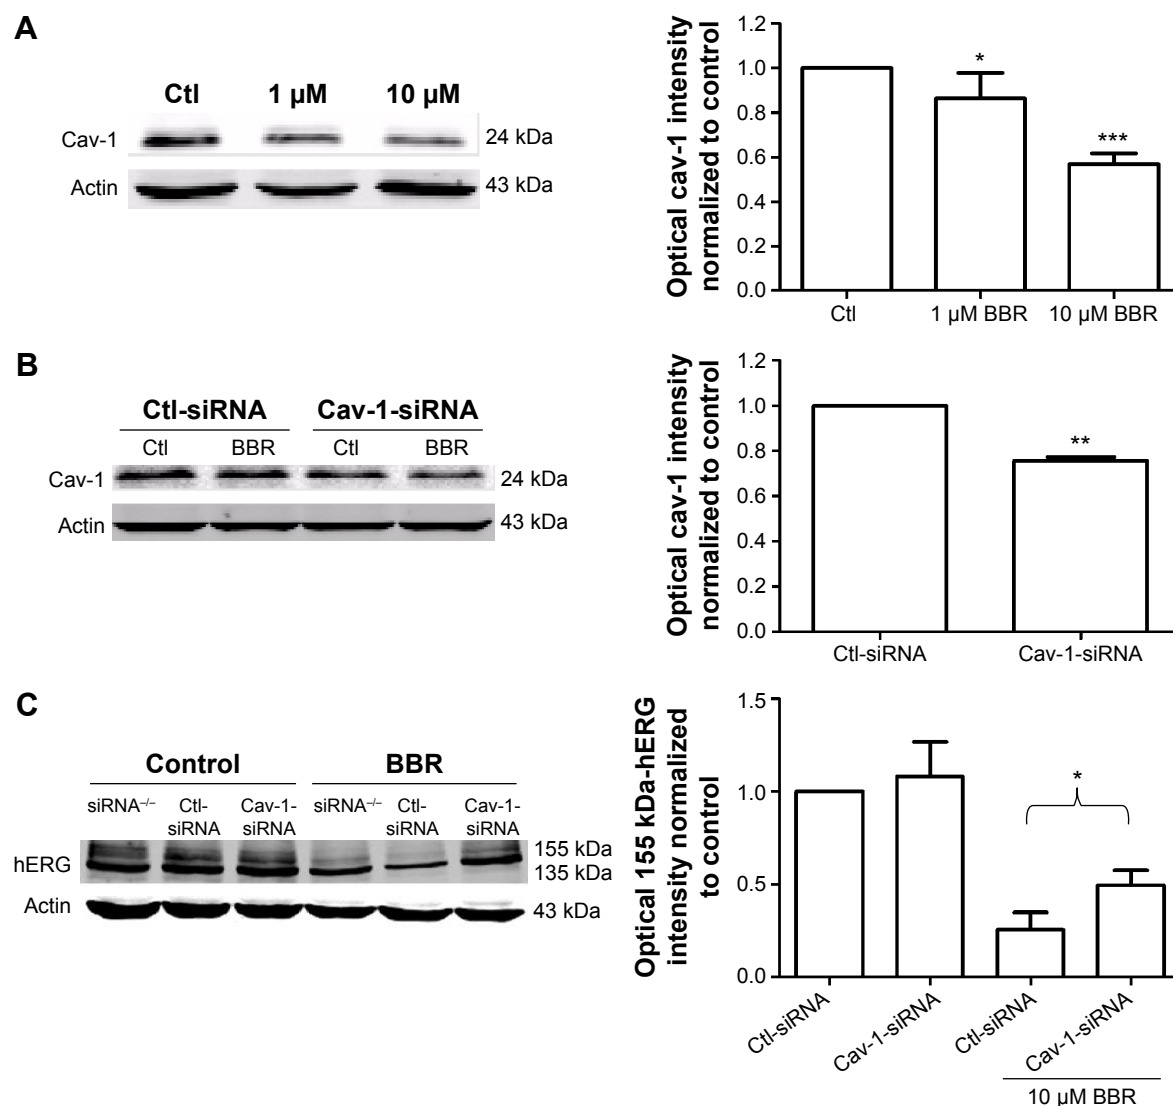 A
Ctl 1 µM 10 µM
Cav-1 24 kDa
Actin 43 kDa
Optical cav-1 intensity
normalized to control
1.2
1.0
0.8
0.6
0.4
0.2
0.0
*
***
Ctl 1 µM BBR 10 µM BBR
B
Ctl-siRNA Cav-1-siRNA
Ctl BBR Ctl BBR
Cav-1 24 kDa
Actin 43 kDa
Optical cav-1 intensity
normalized to control
1.2
1.0
0.8
0.6
0.4
0.2
0.0
**
Ctl-siRNA Cav-1-siRNA
C
Control BBR
siRNA–/– Ctl-siRNA Cav-1-siRNA siRNA–/– Ctl-siRNA Cav-1-siRNA
hERG 155 kDa
135 kDa
Actin 43 kDa
Optical 155 kDa-hERG
intensity normalized
to control
1.5
1.0
0.5
0.0
*
Ctl-siRNA Cav-1-siRNA Ctl-siRNA Cav-1-siRNA
10 µM BBR